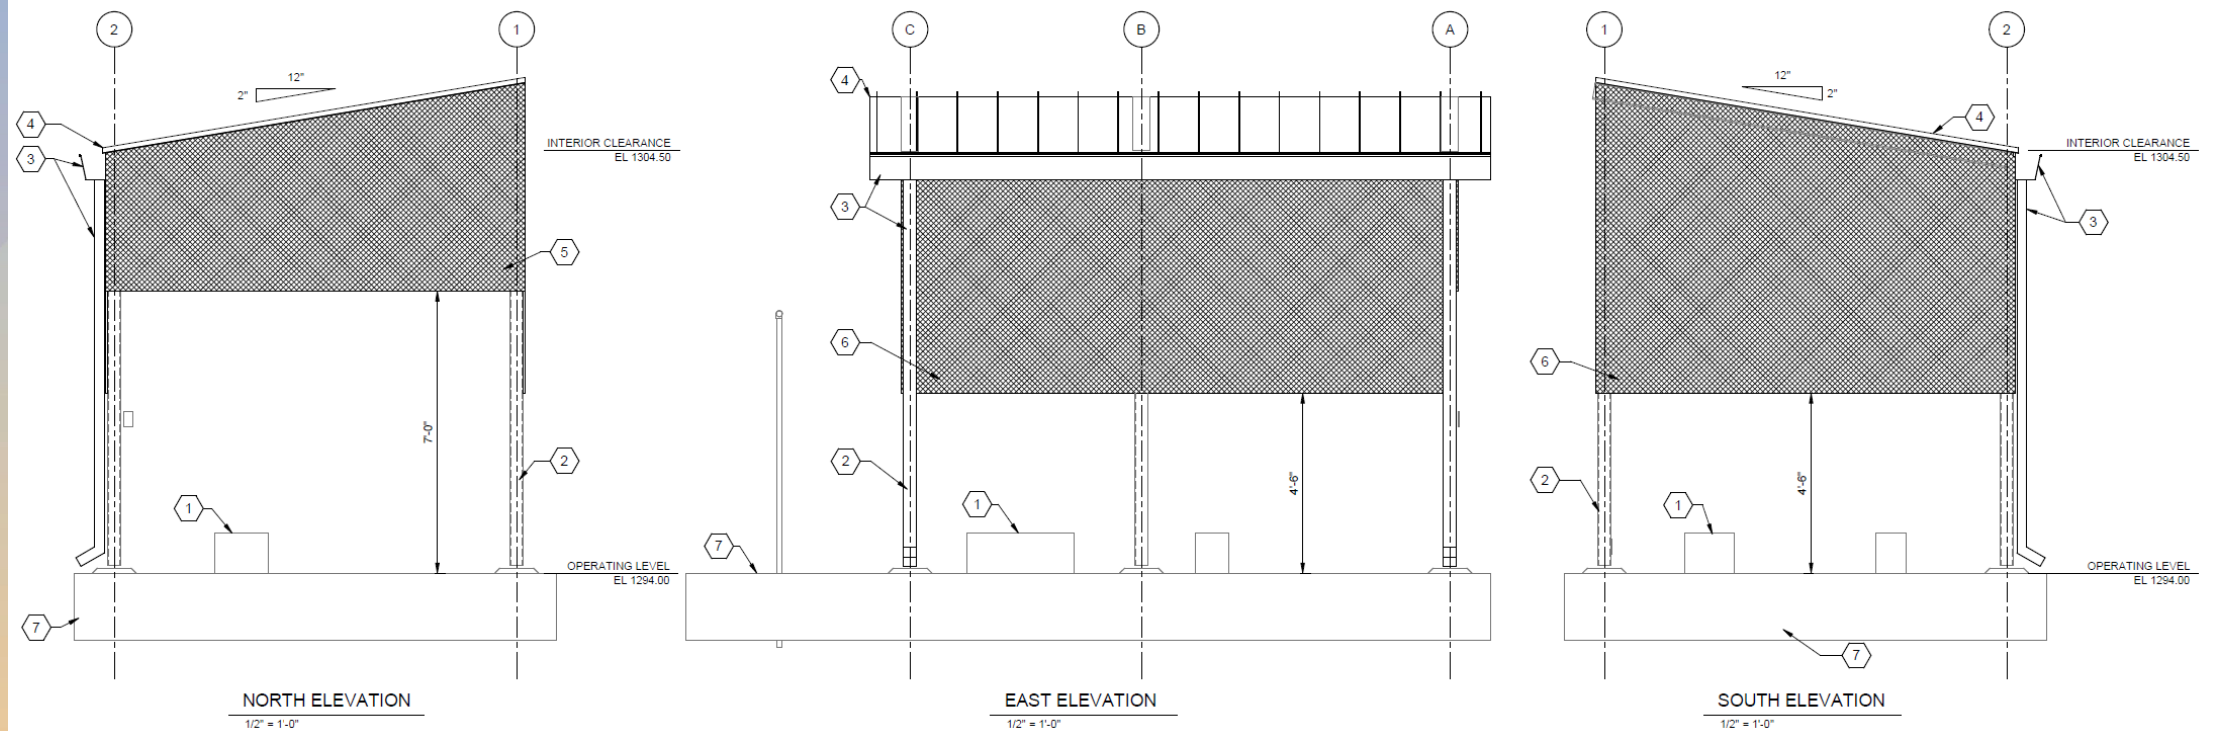 2
1
12"
2"
4
3
INTERIOR CLEARANCE
EL 1304.50
5
7'-0"
2
1
OPERATING LEVEL
EL 1294.00
7
NORTH ELEVATION
1/2" = 1'-0"
C
B
A
4
3
6
2
4'-6"
1
7
EAST ELEVATION
1/2" = 1'-0"
1
2
12"
2"
4
INTERIOR CLEARANCE
EL 1304.50
3
6
2
4'-6"
1
OPERATING LEVEL
EL 1294.00
7
SOUTH ELEVATION
1/2" = 1'-0"